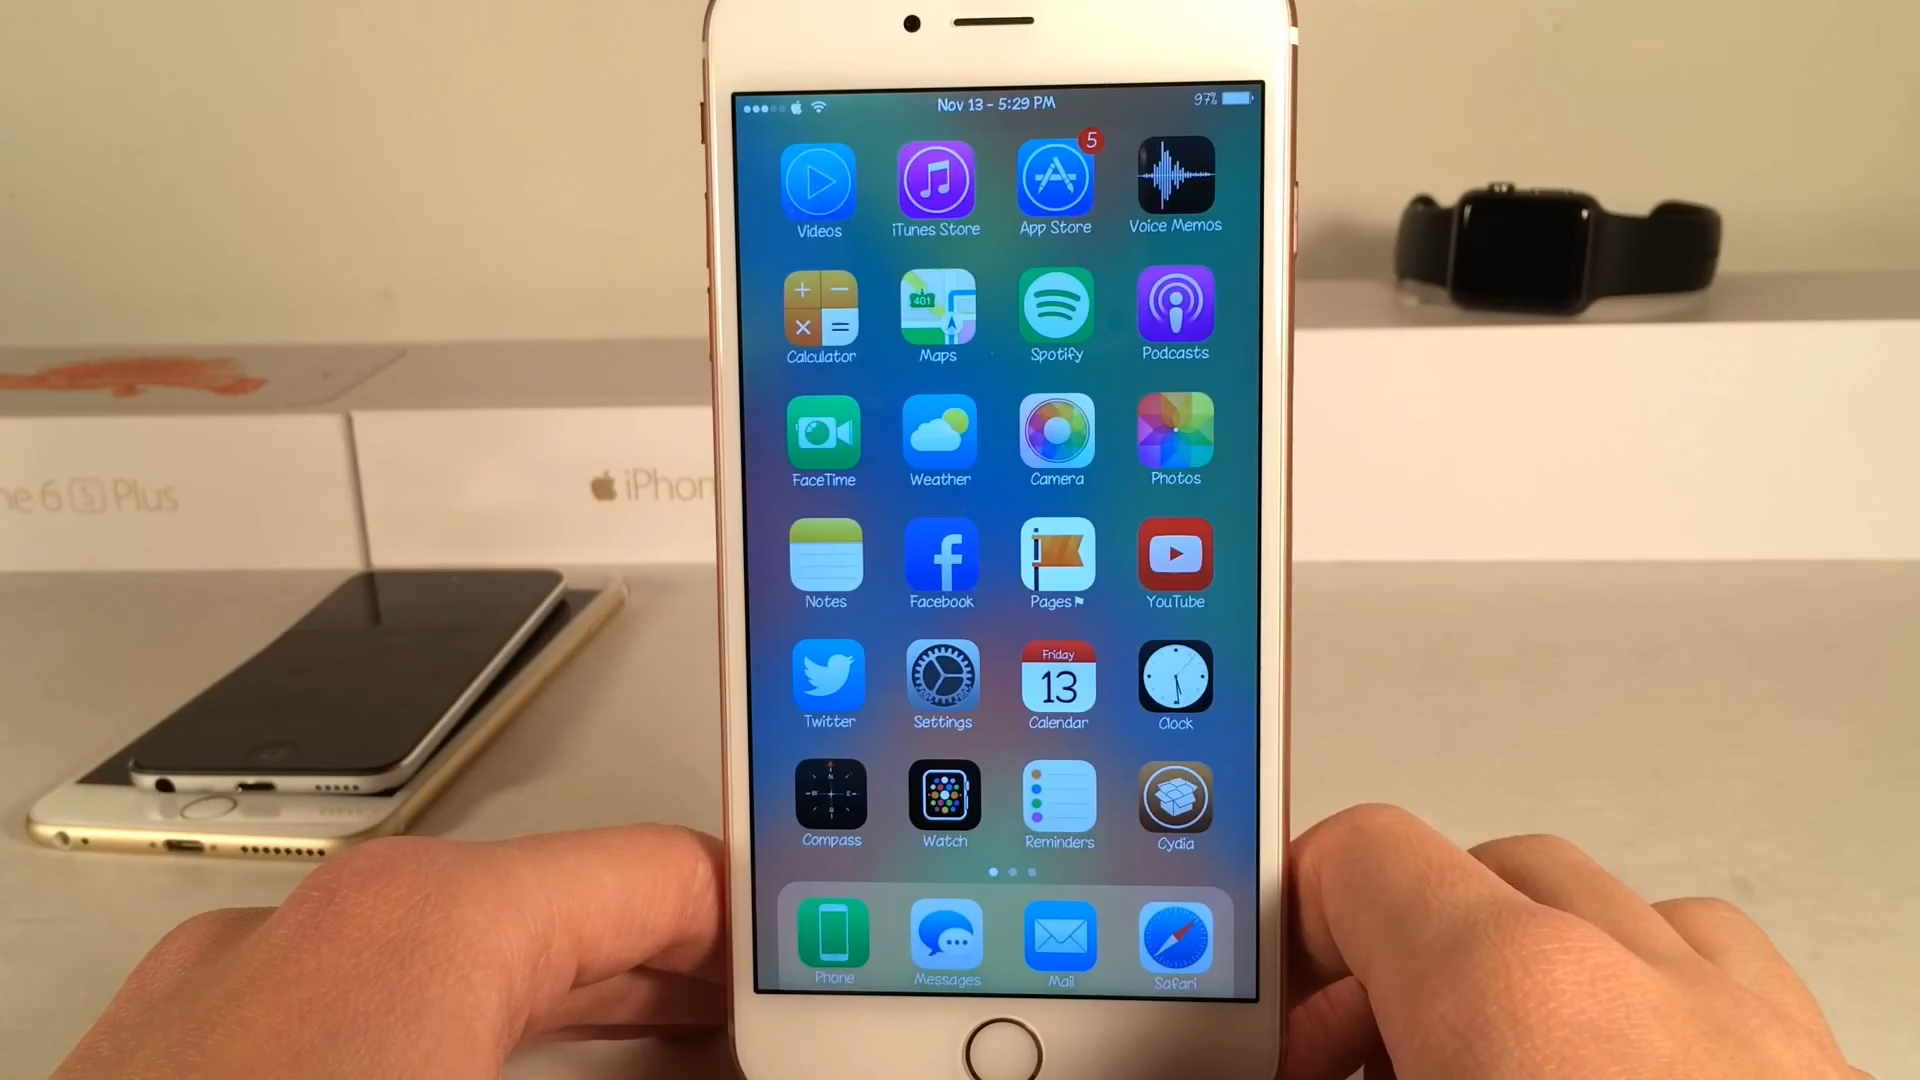 Nov 13 - 5:29 PM
97%
5
Videos
iTunes Store
App Store
Voice Memos
401
Calculator
Maps
Spotify
Podcasts
FaceTime
Weather
Camera
Photos
ne 6 S Plus
iPhon
Notes
Facebook
Pages
YouTube
Friday
13
Twitter
Settings
Calendar
Clock
N
W
E
Compass
Watch
Reminders
Cydia
Phone
Messages
Mail
Safari